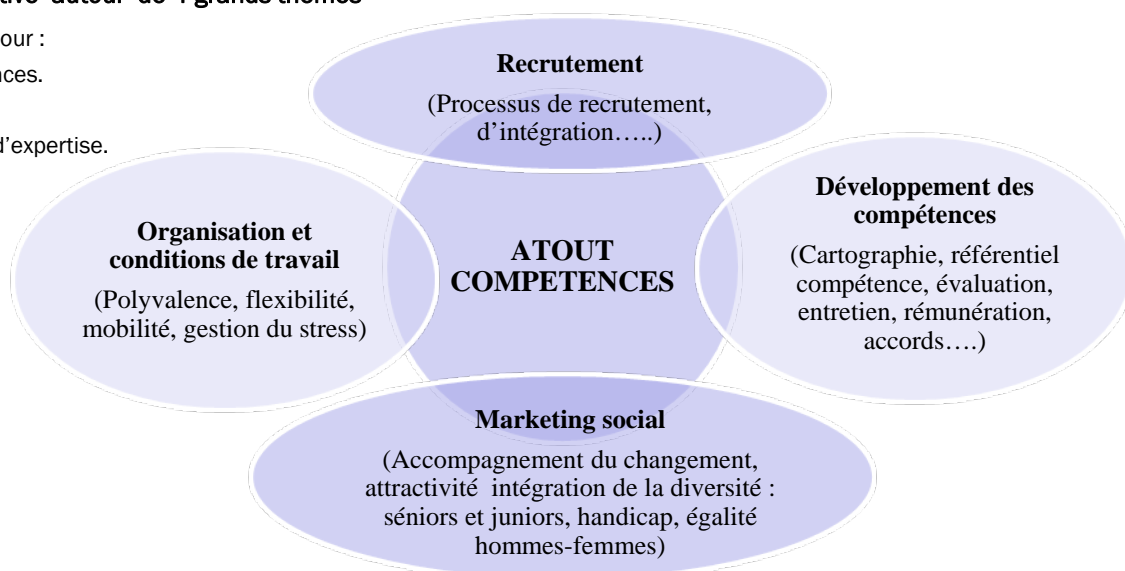 autour de 4 grands thèmes
our :
nces.
d'expertise.
Recrutement
(Processus de recrutement,
d'intégration…..)
Organisation et
conditions de travail
(Polyvalence, flexibilité,
mobilité, gestion du stress)
ATOUT
COMPETENCES
Développement des
compétences
(Cartographie, référentiel
compétence, évaluation,
entretien, rémunération,
accords….)
Marketing social
(Accompagnement du changement,
attractivité intégration de la diversité :
séniors et juniors, handicap, égalité
hommes-femmes)